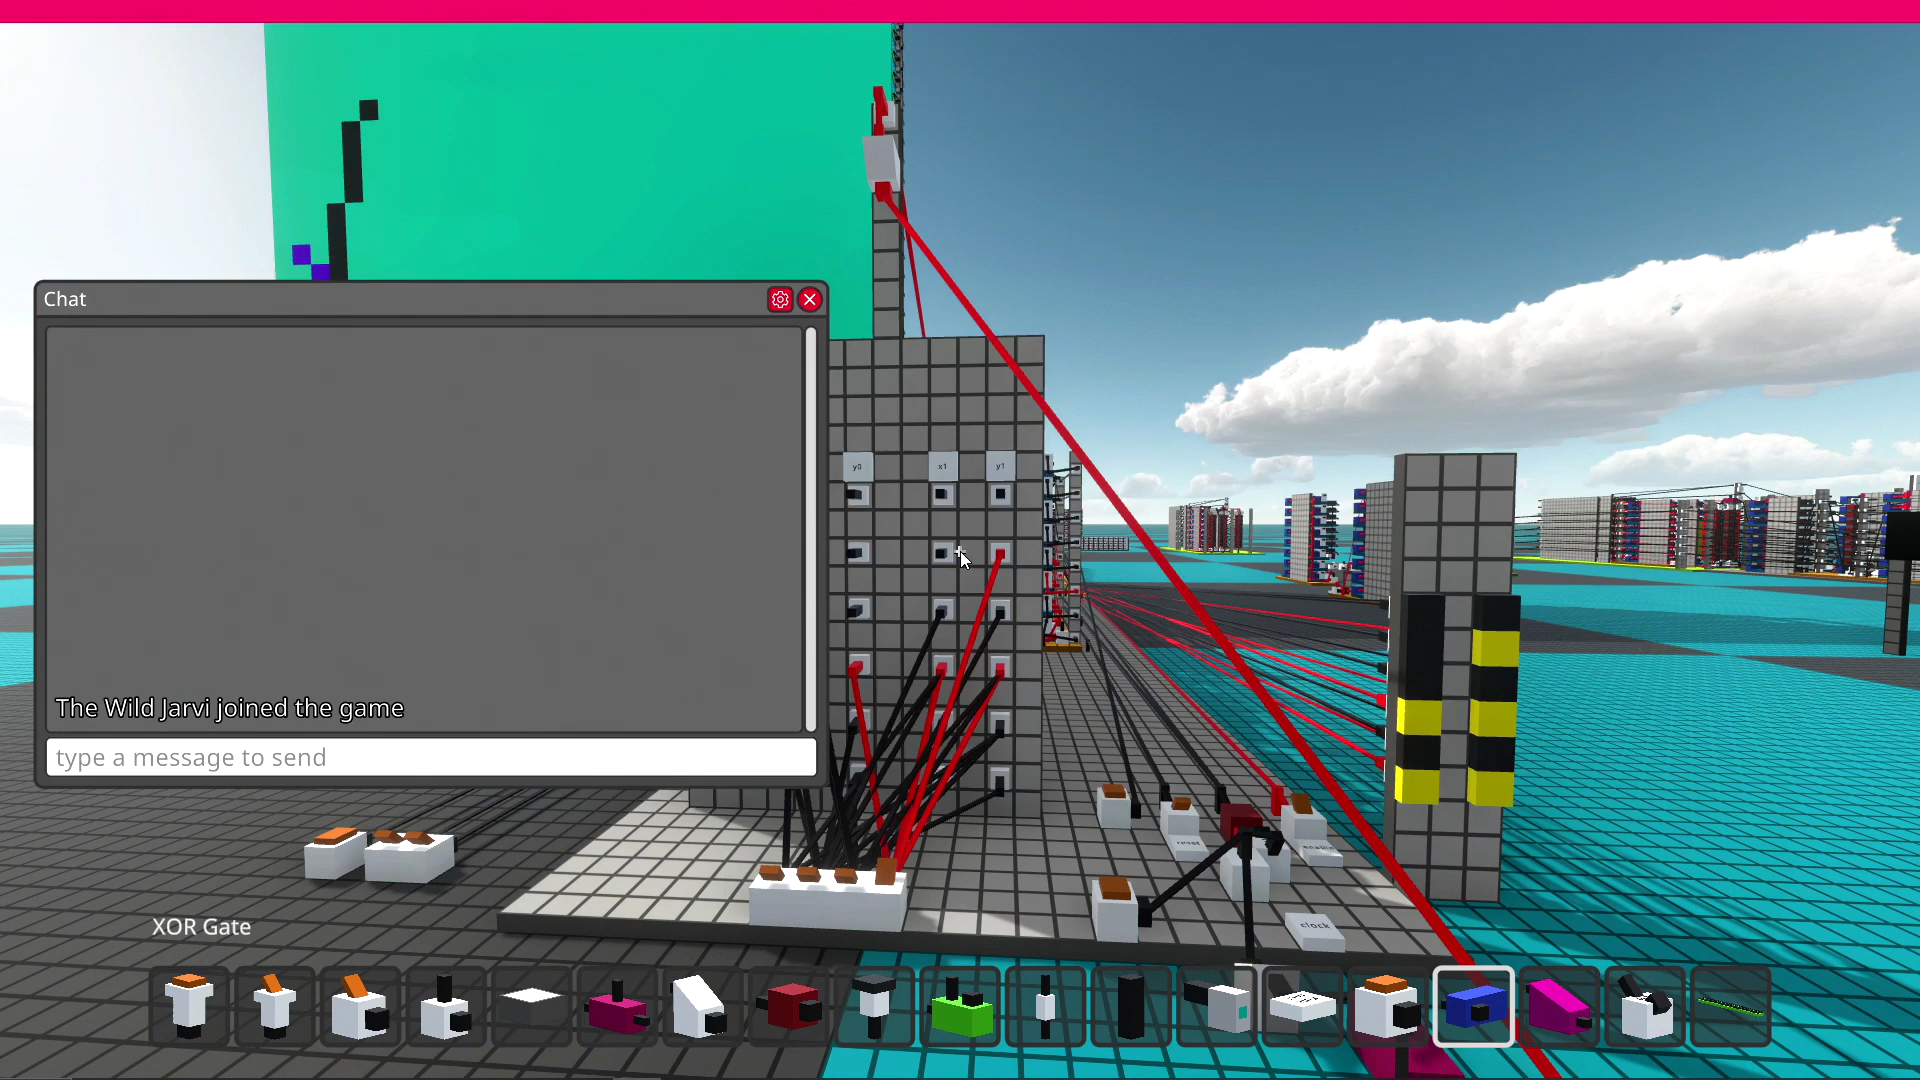 Chat
y0
x1
y1
The Wild Jarvi joined the game
type a message to send
clock
XOR Gate